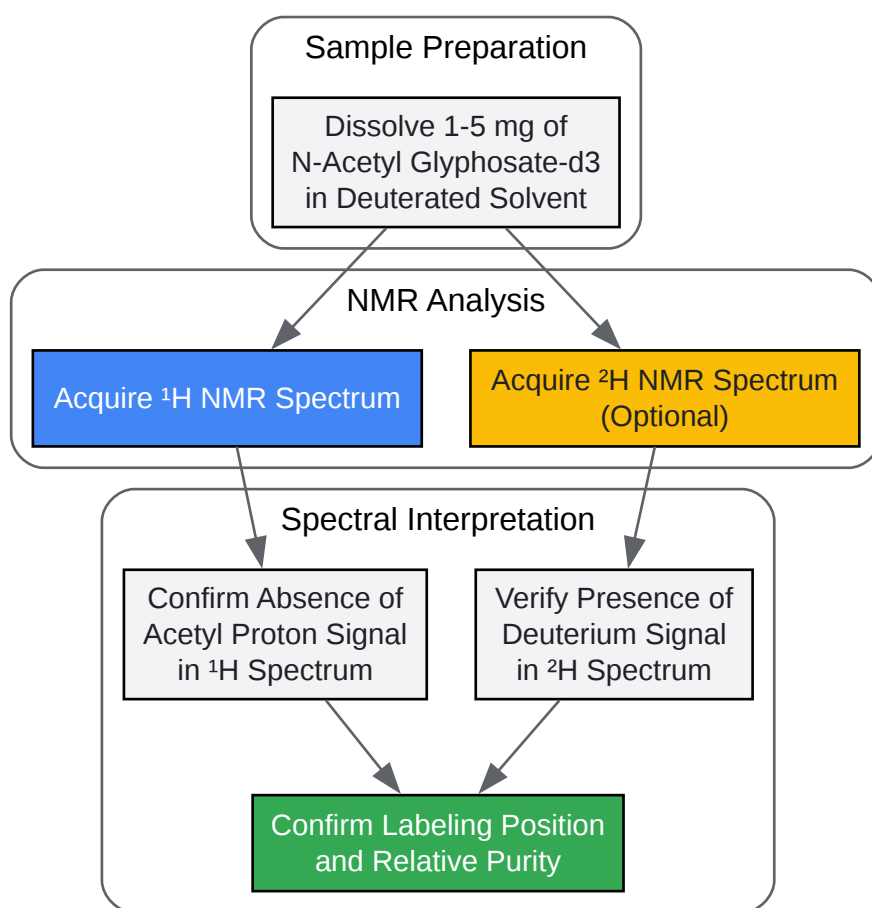 Sample Preparation
Dissolve 1-5 mg of
N-Acetyl Glyphosate-d3
in Deuterated Solvent
NMR Analysis
Acquire ¹H NMR Spectrum
Acquire ²H NMR Spectrum
(Optional)
Spectral Interpretation
Confirm Absence of
Acetyl Proton Signal
in ¹H Spectrum
Verify Presence of
Deuterium Signal
in ²H Spectrum
Confirm Labeling Position
and Relative Purity